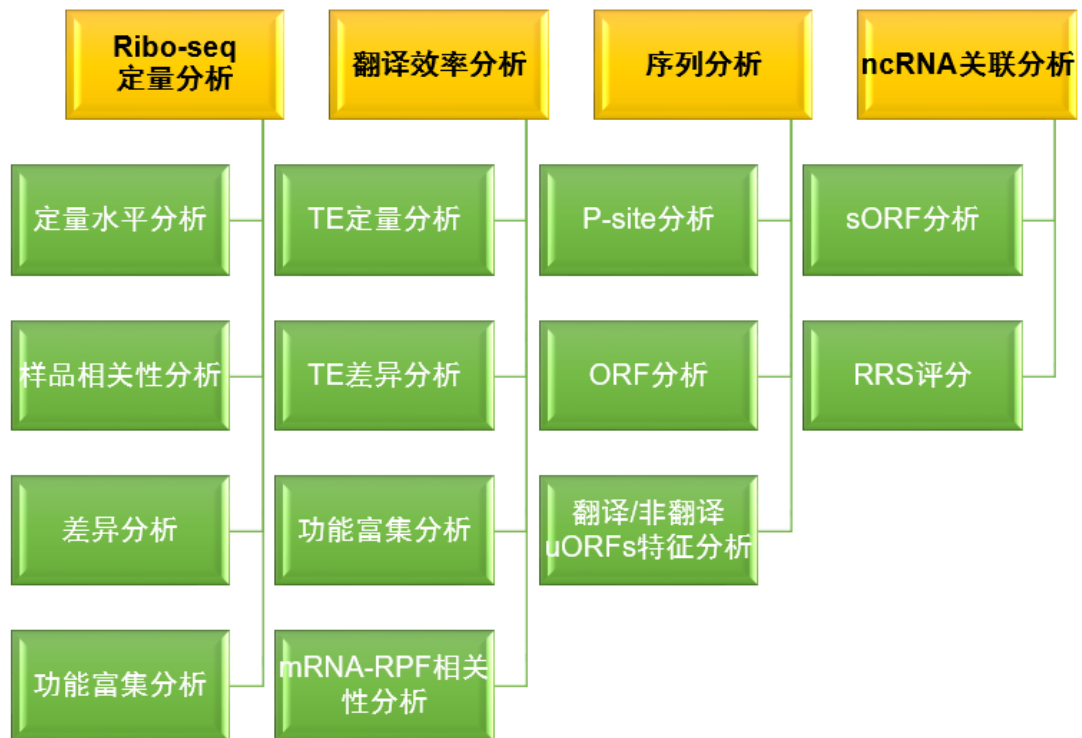 Ribo-seq
定量分析
定量水平分析
样品相关性分析
差异分析
功能富集分析
翻译效率分析
TE定量分析
TE差异分析
功能富集分析
mRNA-RPF相关
性分析
序列分析
P-site分析
ORF分析
翻译/非翻译
uORFs特征分析
ncRNA关联分析
sORF分析
RRS评分